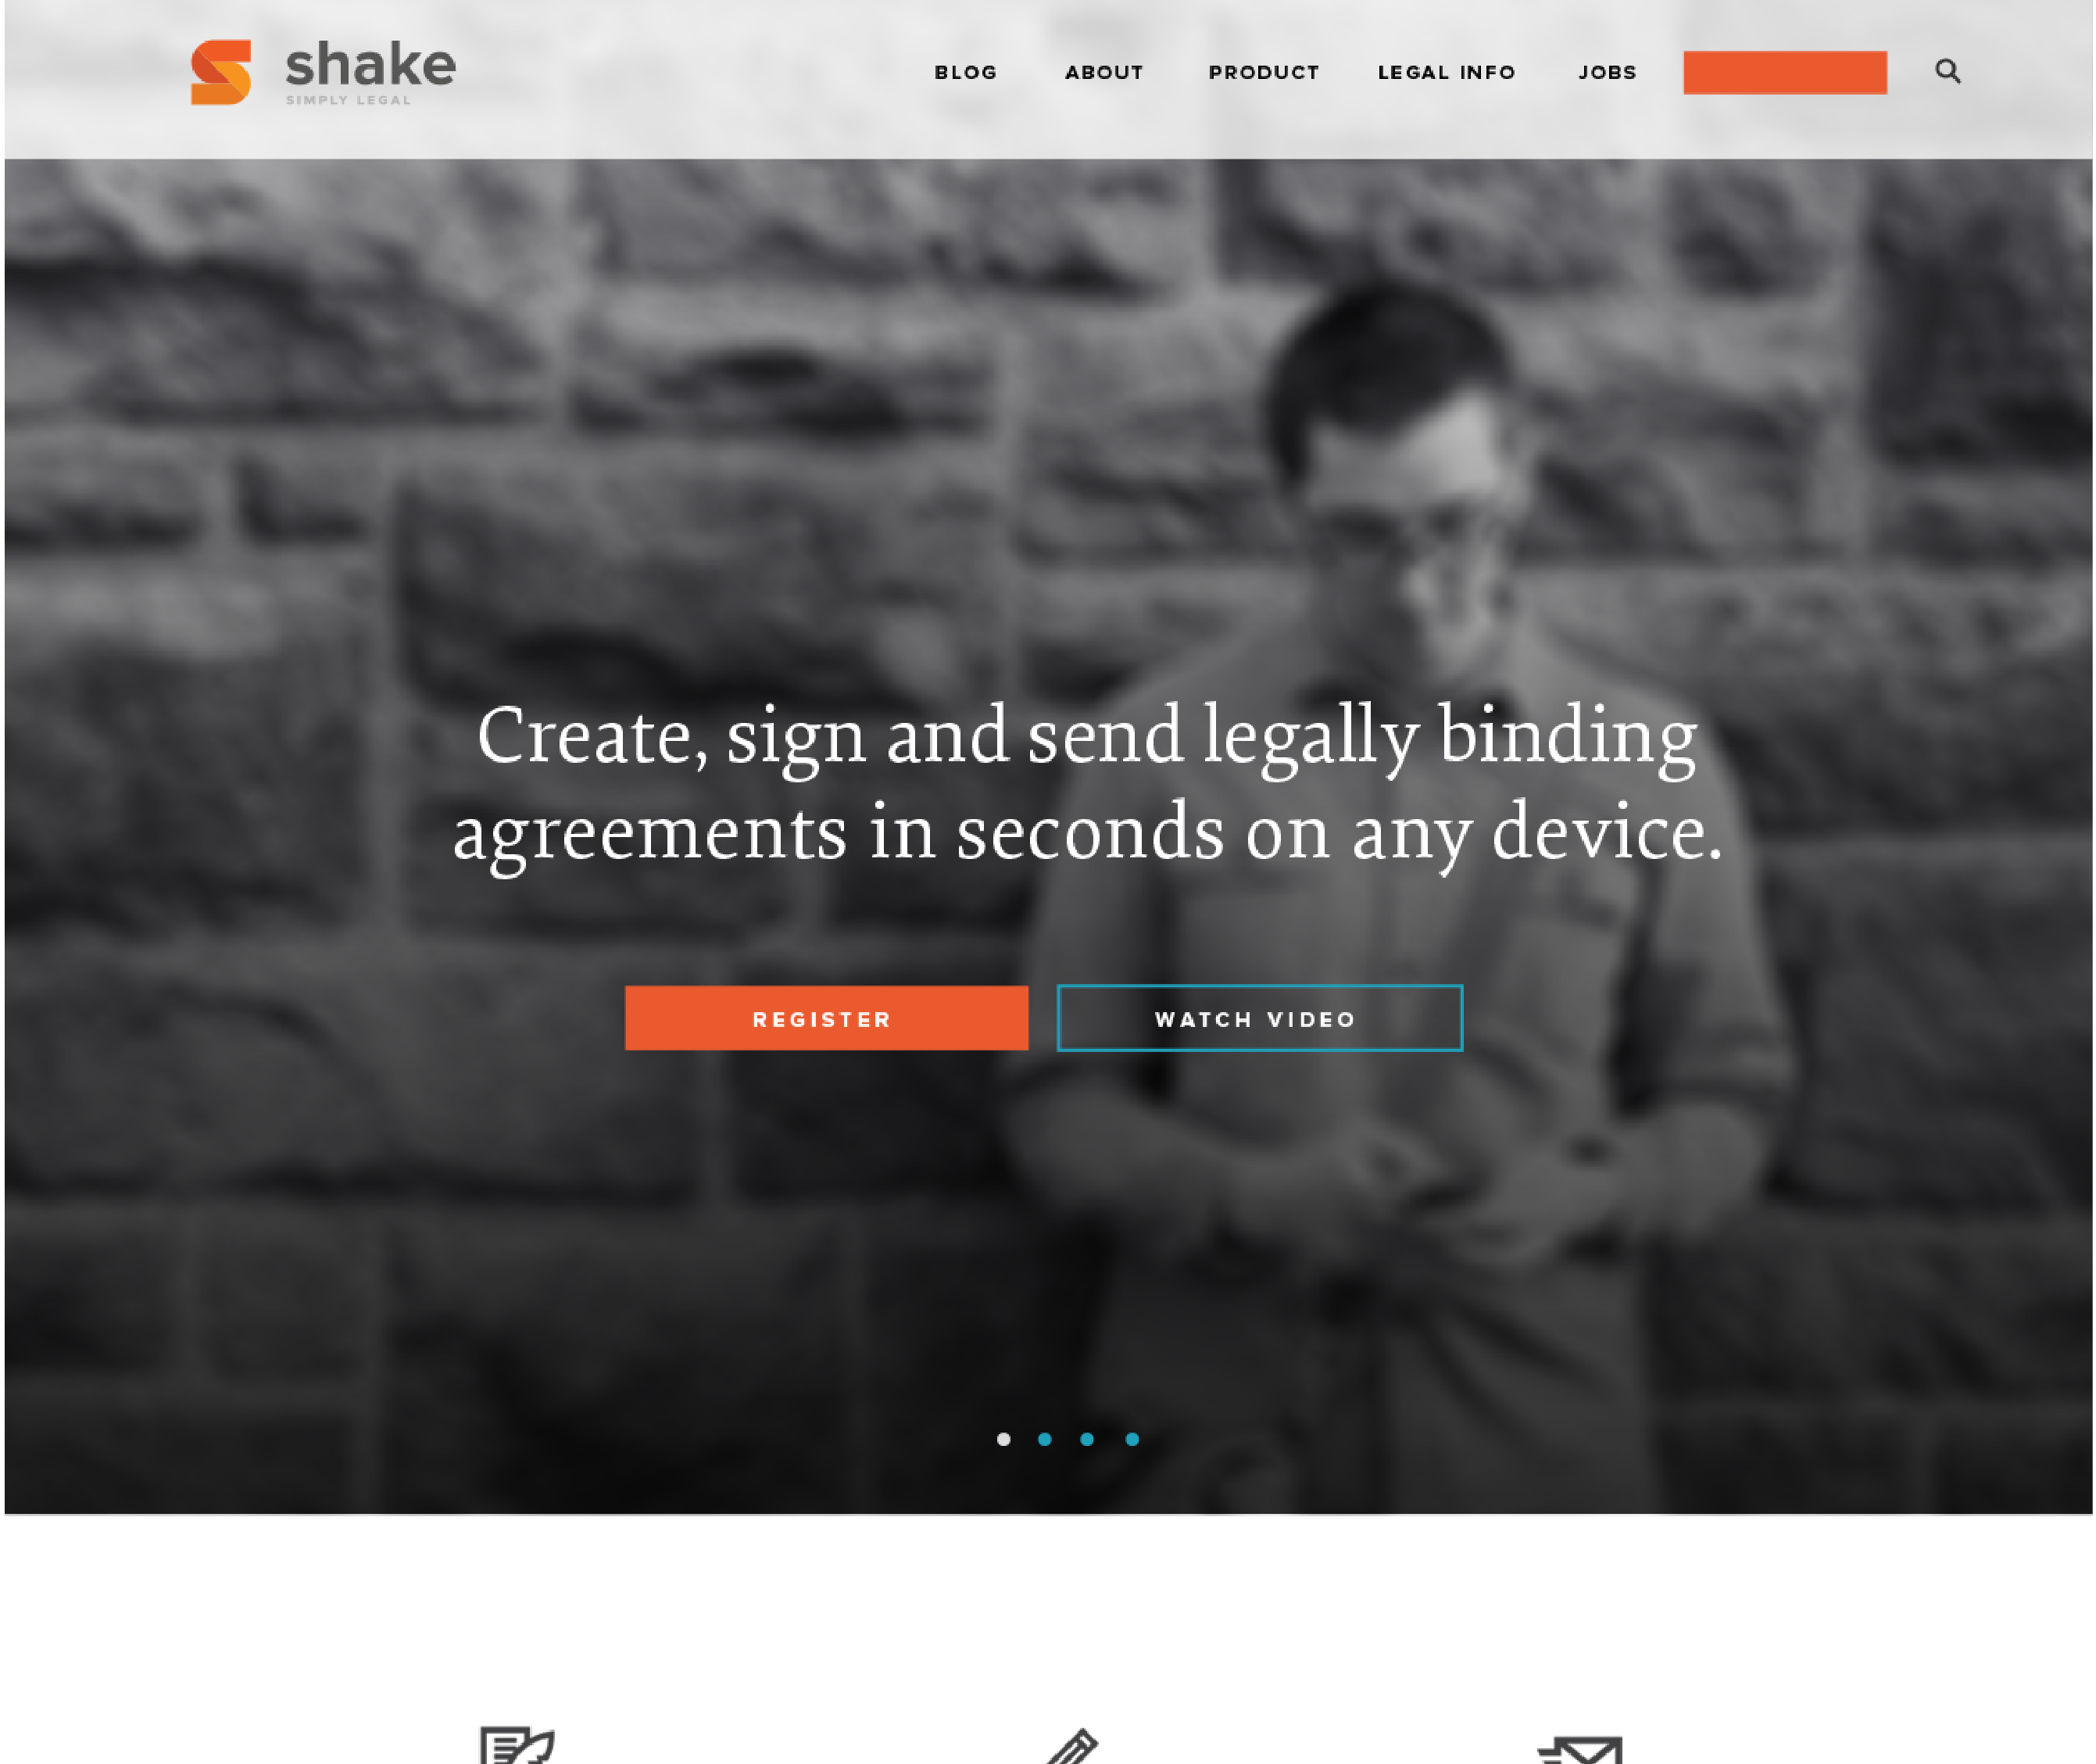 shake
SIMPLY LEGAL
BLOG ABOUT PRODUCT LEGAL INFO JOBS
Create, sign and send legally binding
agreements in seconds on any device.
REGISTER WATCH VIDEO